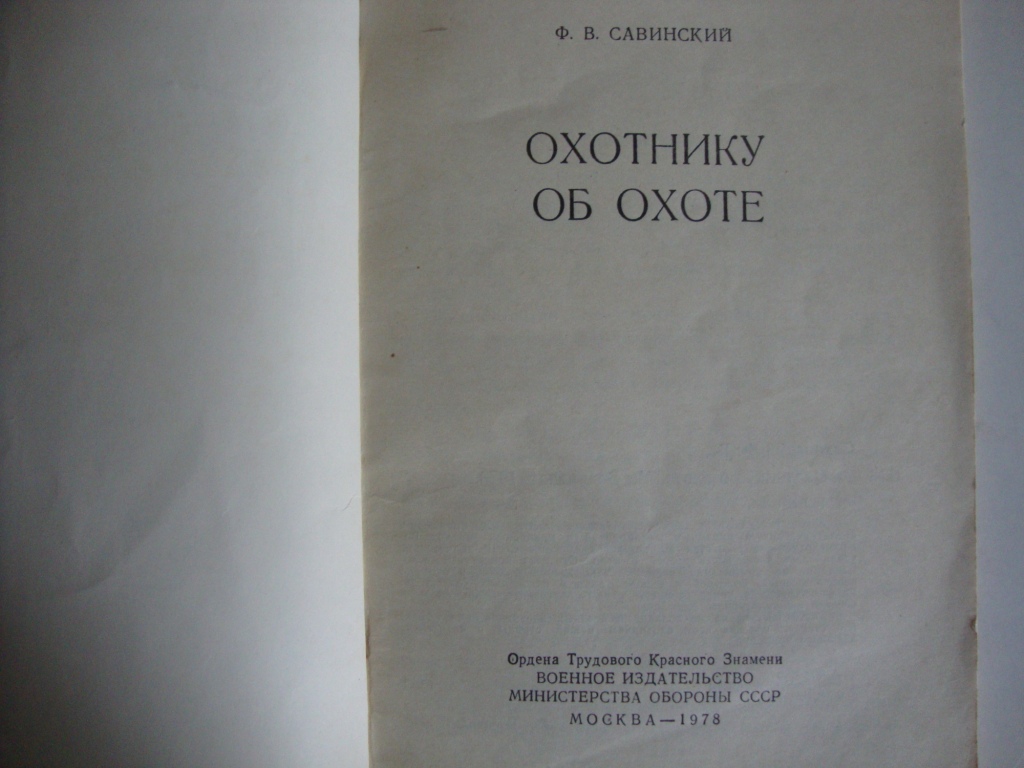 Ф. В. САВИНСКИЙ
ОХОТНИКУ
ОБ ОХОТЕ
Ордена Трудового Красного Знамени
ВОЕННОЕ ИЗДАТЕЛЬСТВО
МИНИСТЕРСТВА ОБОРОНЫ СССР
МОСКВА—1978